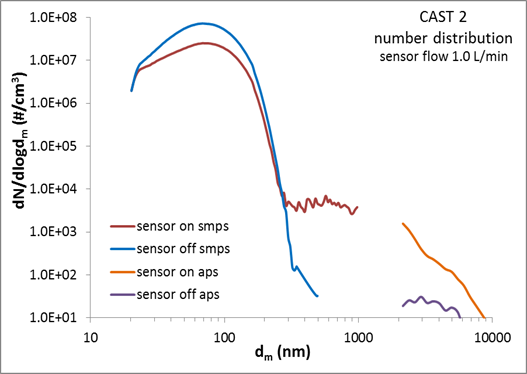 CAST 2
number distribution
sensor flow 1.0 L/min
dN/dlogdm (#/cm3)
1.0E+08
1.0E+07
1.0E+06
1.0E+05
1.0E+04
1.0E+03
1.0E+02
1.0E+01
sensor on smps
sensor off smps
sensor on aps
sensor off aps
10
100
1000
10000
dm (nm)